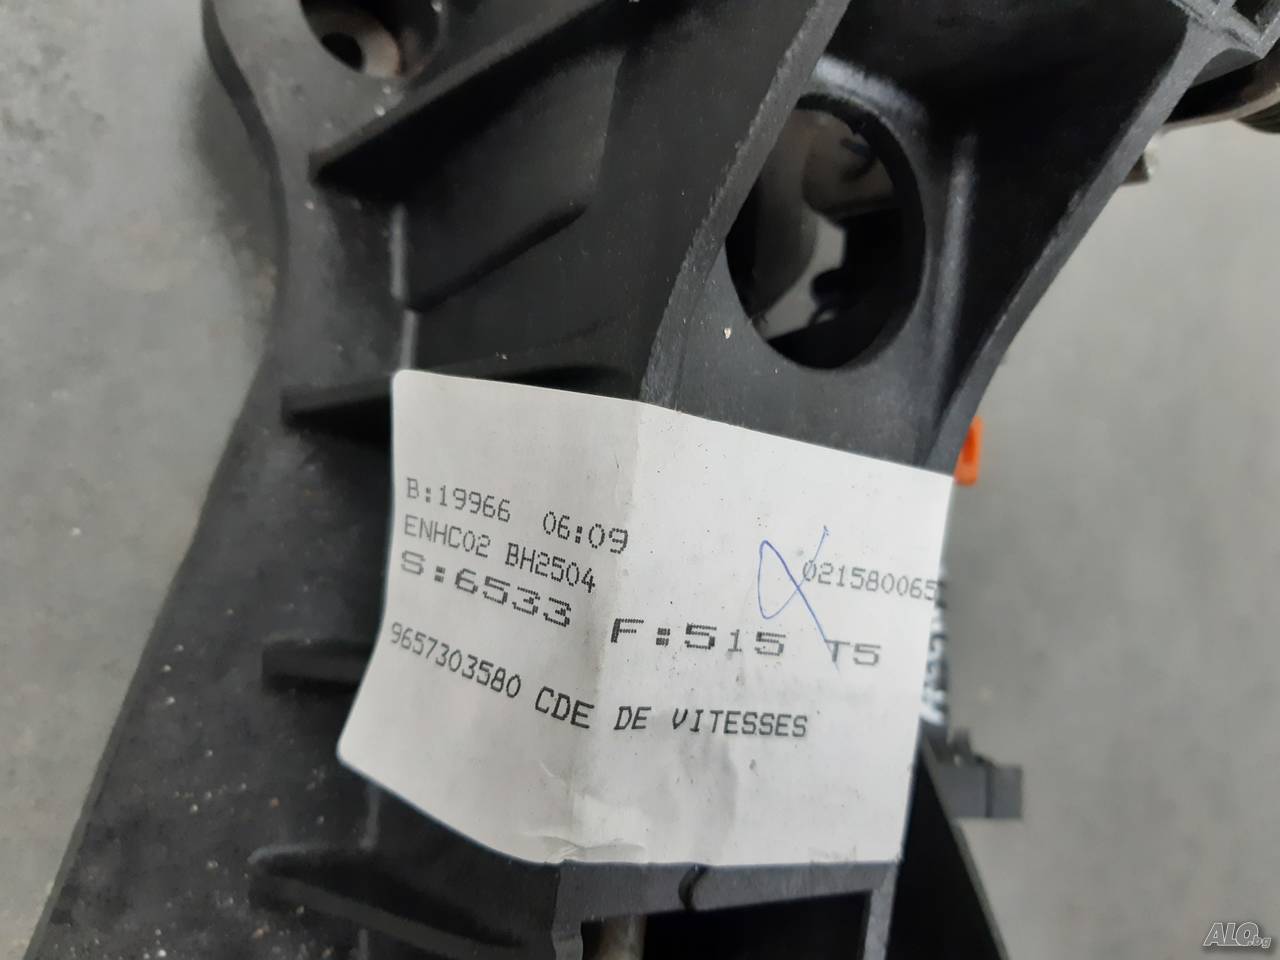 B:19966 06:09
ENHC02 BH2504
021580065
S:6533 F:515 T5
9657303580 CDE DE VITESSES
ALO.bg